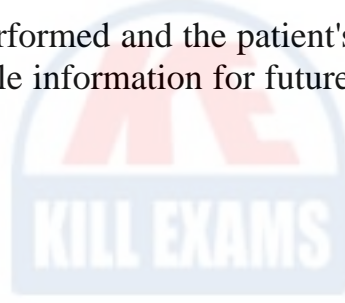 rformed and the patient's
le information for future
KILL EXAMS